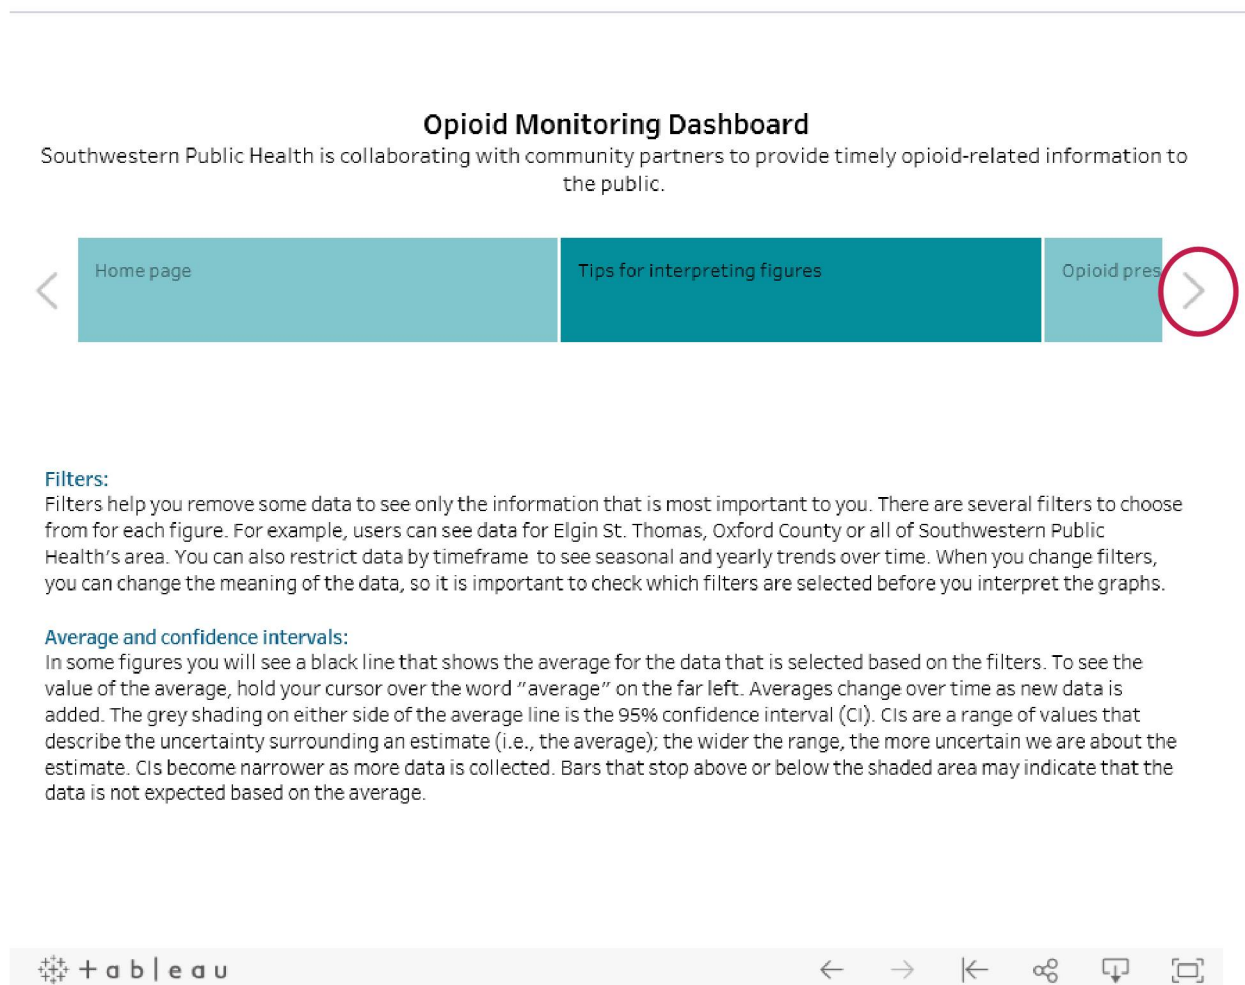 Opioid Monitoring Dashboard
Southwestern Public Health is collaborating with community partners to provide timely opioid-related information to
the public.
Home page
Tips for interpreting figures
Opioid pres
Filters:
Filters help you remove some data to see only the information that is most important to you. There are several filters to choose
from for each figure. For example, users can see data for Elgin St. Thomas, Oxford County or all of Southwestern Public
Health's area. You can also restrict data by timeframe  to see seasonal and yearly trends over time. When you change filters,
you can change the meaning of the data, so it is important to check which filters are selected before you interpret the graphs.
Average and confidence intervals:
In some figures you will see a black line that shows the average for the data that is selected based on the filters. To see the
value of the average, hold your cursor over the word "average" on the far left. Averages change over time as new data is
added. The grey shading on either side of the average line is the 95% confidence interval (CI). CIs are a range of values that
describe the uncertainty surrounding an estimate (i.e., the average); the wider the range, the more uncertain we are about the
estimate. CIs become narrower as more data is collected. Bars that stop above or below the shaded area may indicate that the
data is not expected based on the average.
+ a b | e a u